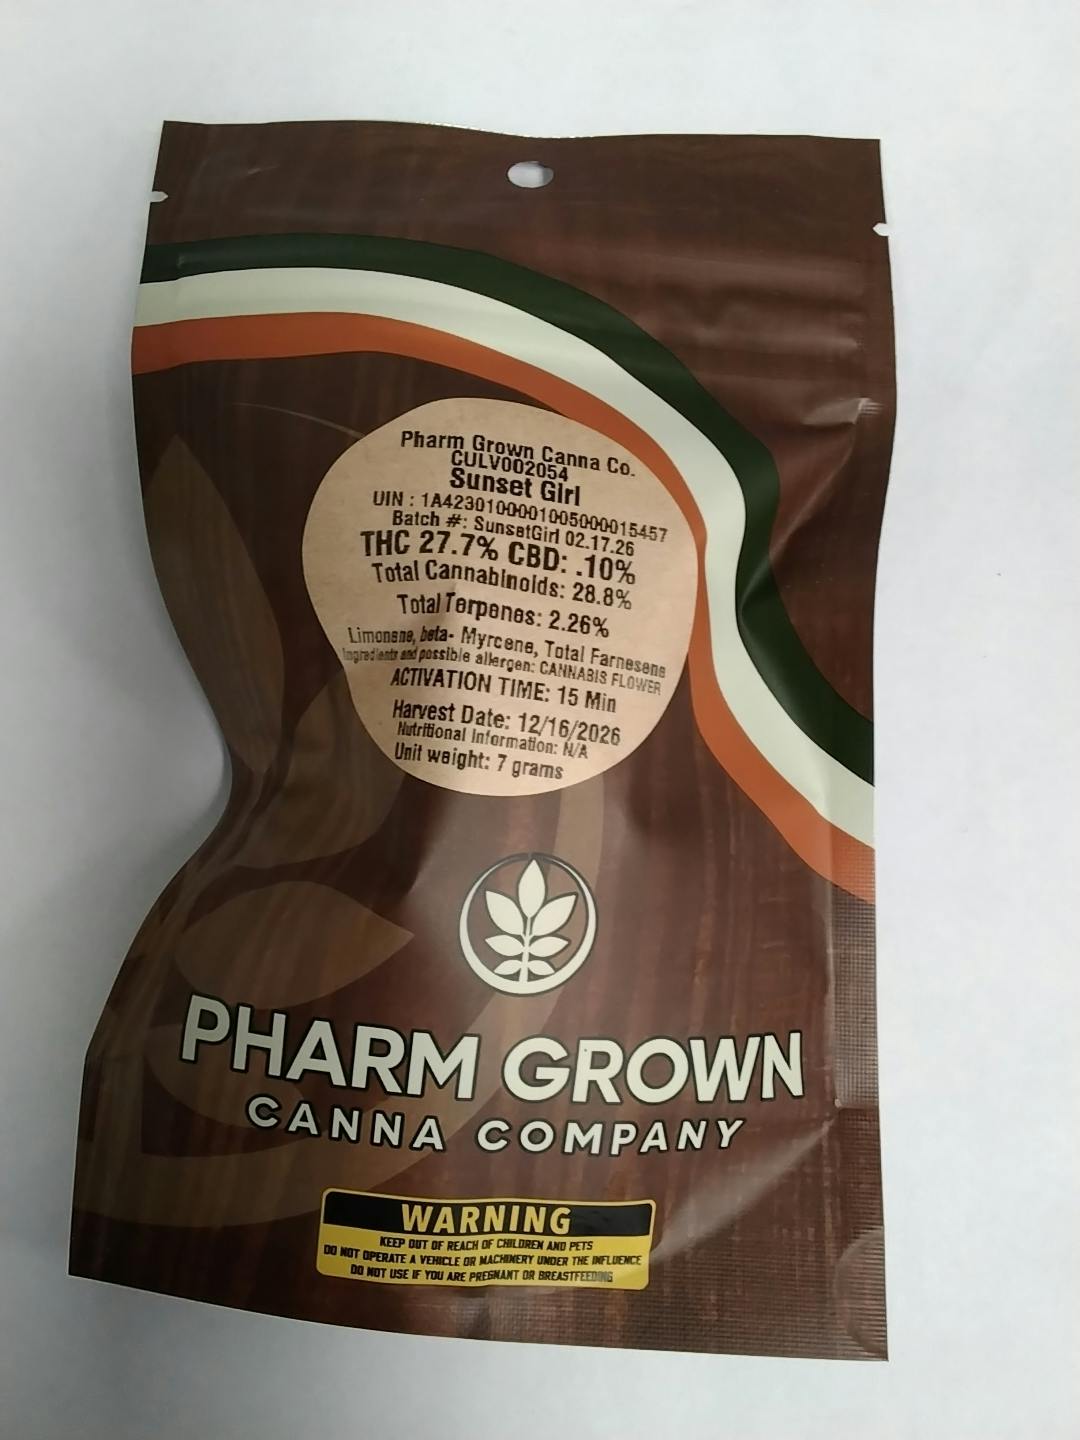 Pharm Grown Canna Co.
CULV002054
Sunset Girl
UIN : 1A4230100001005000015457
Batch #: SunsetGirl 02.17.26
THC 27.7% CBD: .10%
Total Cannabinoids: 28.8%
Total Terpenes: 2.26%
Limonene, beta- Myrcene, Total Farnesene
Ingredients and possible allergen: CANNABIS FLOWER
ACTIVATION TIME: 15 Min
Harvest Date: 12/16/2026
Nutritional Information: N/A
Unit weight: 7 grams
PHARM GROWN
CANNA COMPANY
WARNING
KEEP OUT OF REACH OF CHILDREN AND PETS
DO NOT OPERATE A VEHICLE OR MACHINERY UNDER THE INFLUENCE
DO NOT USE IF YOU ARE PREGNANT OR BREASTFEEDING